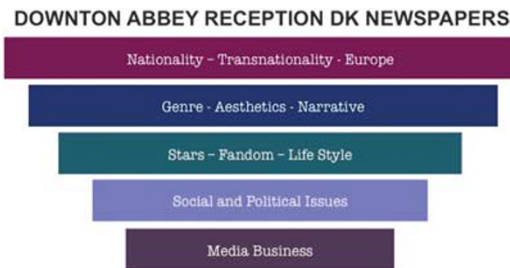 DOWNTON ABBEY RECEPTION DK NEWSPAPERS
Nationality – Transnationality - Europe
Genre - Aesthetics - Narrative
Stars – Fandom – Life Style
Social and Political Issues
Media Business